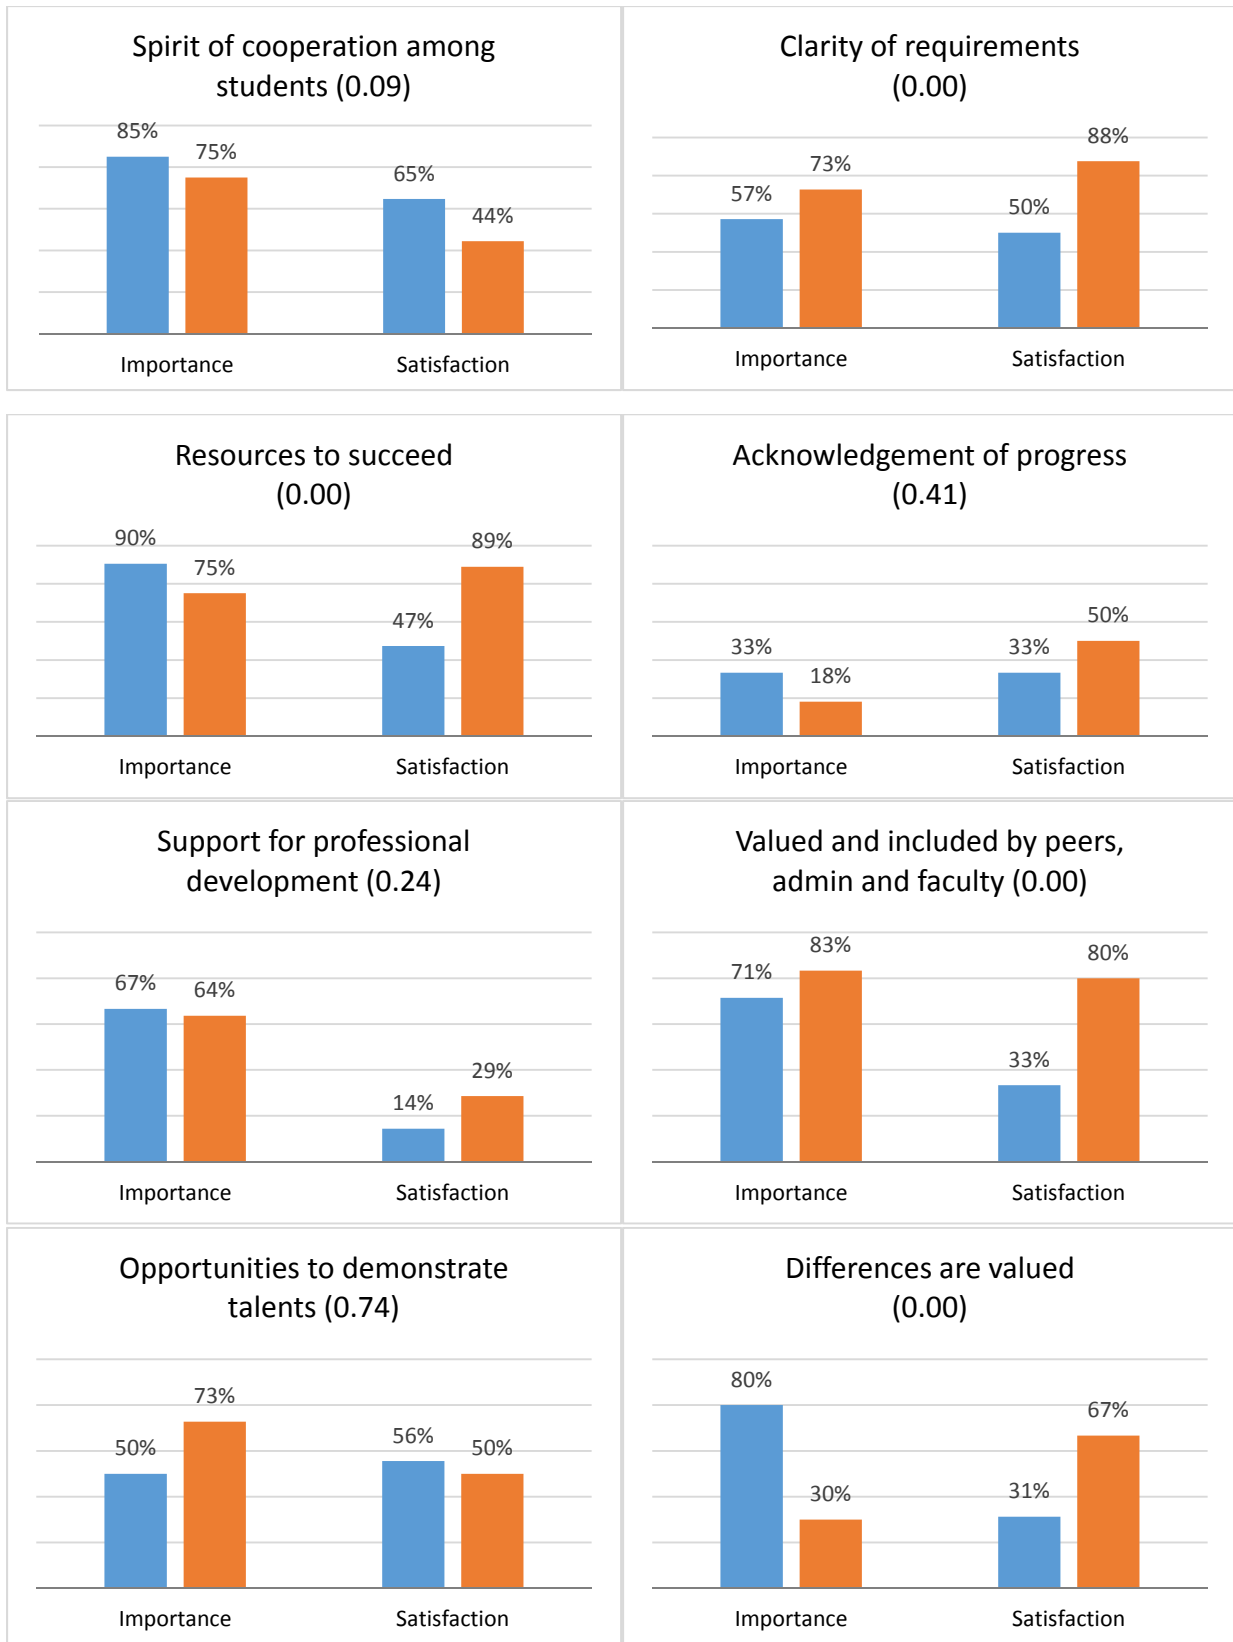 Spirit of cooperation among
students (0.09)
85%
75%
65%
44%
Importance
Satisfaction
Clarity of requirements
(0.00)
57%
73%
50%
88%
Importance
Satisfaction
Resources to succeed
(0.00)
90%
75%
47%
89%
Importance
Satisfaction
Acknowledgement of progress
(0.41)
33%
18%
33%
50%
Importance
Satisfaction
Support for professional
development (0.24)
67%
64%
14%
29%
Importance
Satisfaction
Valued and included by peers,
admin and faculty (0.00)
71%
83%
33%
80%
Importance
Satisfaction
Opportunities to demonstrate
talents (0.74)
50%
73%
56%
50%
Importance
Satisfaction
Differences are valued
(0.00)
80%
30%
31%
67%
Importance
Satisfaction